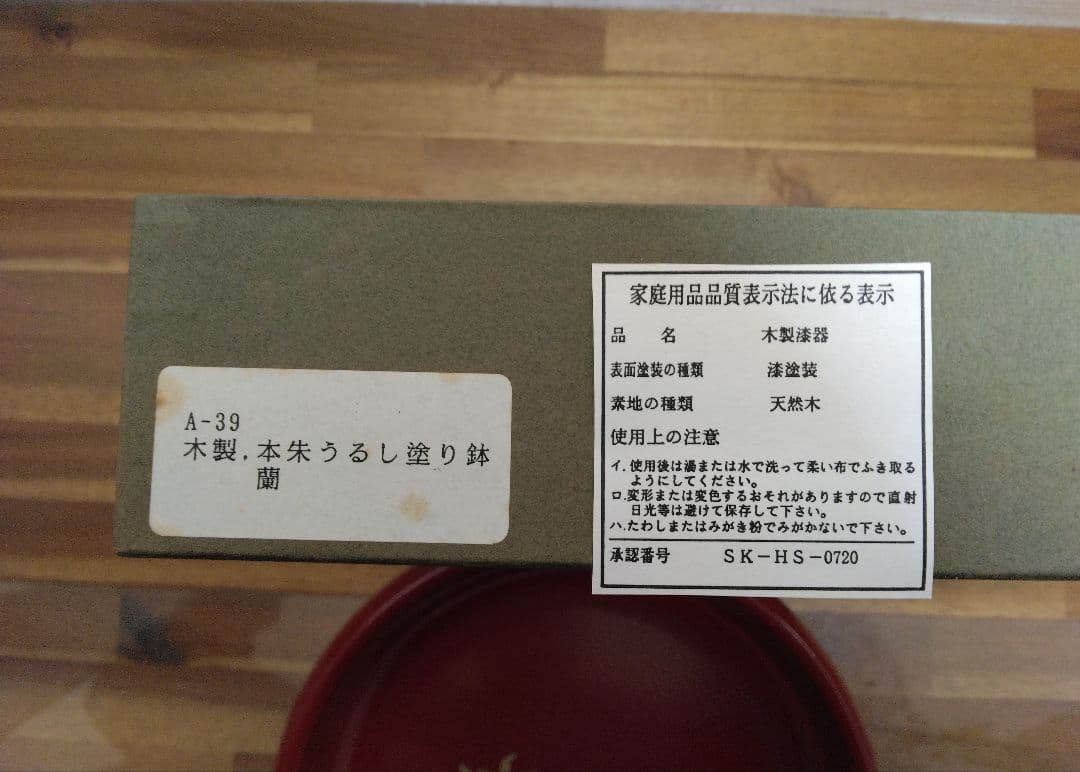 A-39
木製,本朱うるし塗り鉢
蘭
家庭用品品質表示法に依る表示
品 名 木製漆器
表面塗装の種類 漆塗装
素地の種類 天然木
使用上の注意
イ.使用後は湯または水で洗って柔い布でふき取る
ようにしてください。
ロ.変形または変色するおそれがありますので直射
日光等は避けて保存して下さい。
ハ.たわしまたはみがき粉でみがかないで下さい。
承認番号 SK-HS-0720